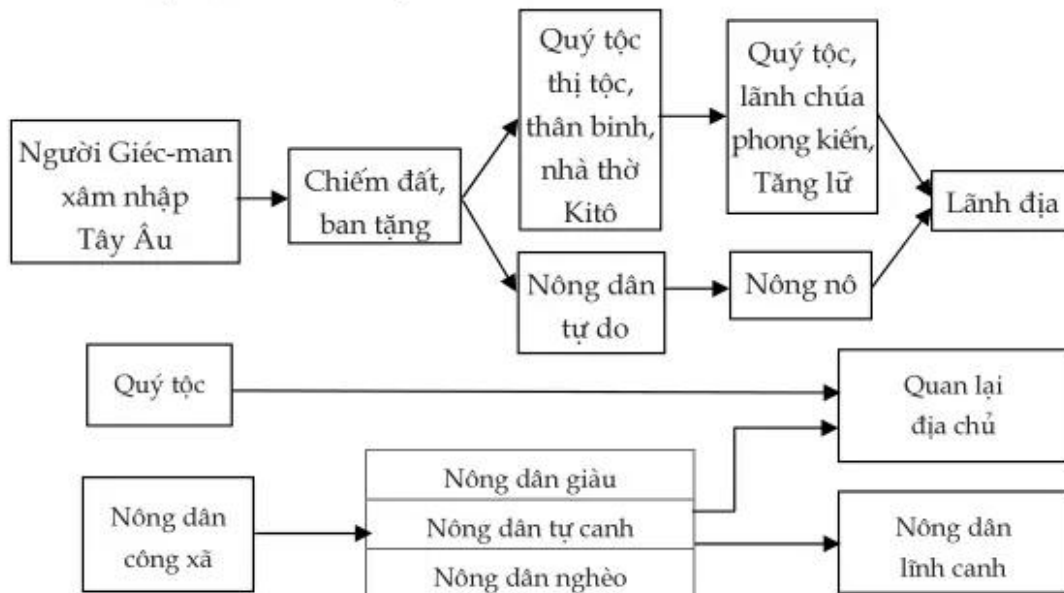 Người Giéc-man
xâm nhập
Tây Âu
Chiếm đất,
ban tặng
Quý tộc
thị tộc,
thân binh,
nhà thờ
Kitô
Quý tộc,
lãnh chúa
phong kiến,
Tăng lữ
Nông dân
tự do
Nông nô
Lãnh địa
Quý tộc
Quan lại
địa chủ
Nông dân
công xã
Nông dân giàu
Nông dân tự canh
Nông dân nghèo
Nông dân
lĩnh canh